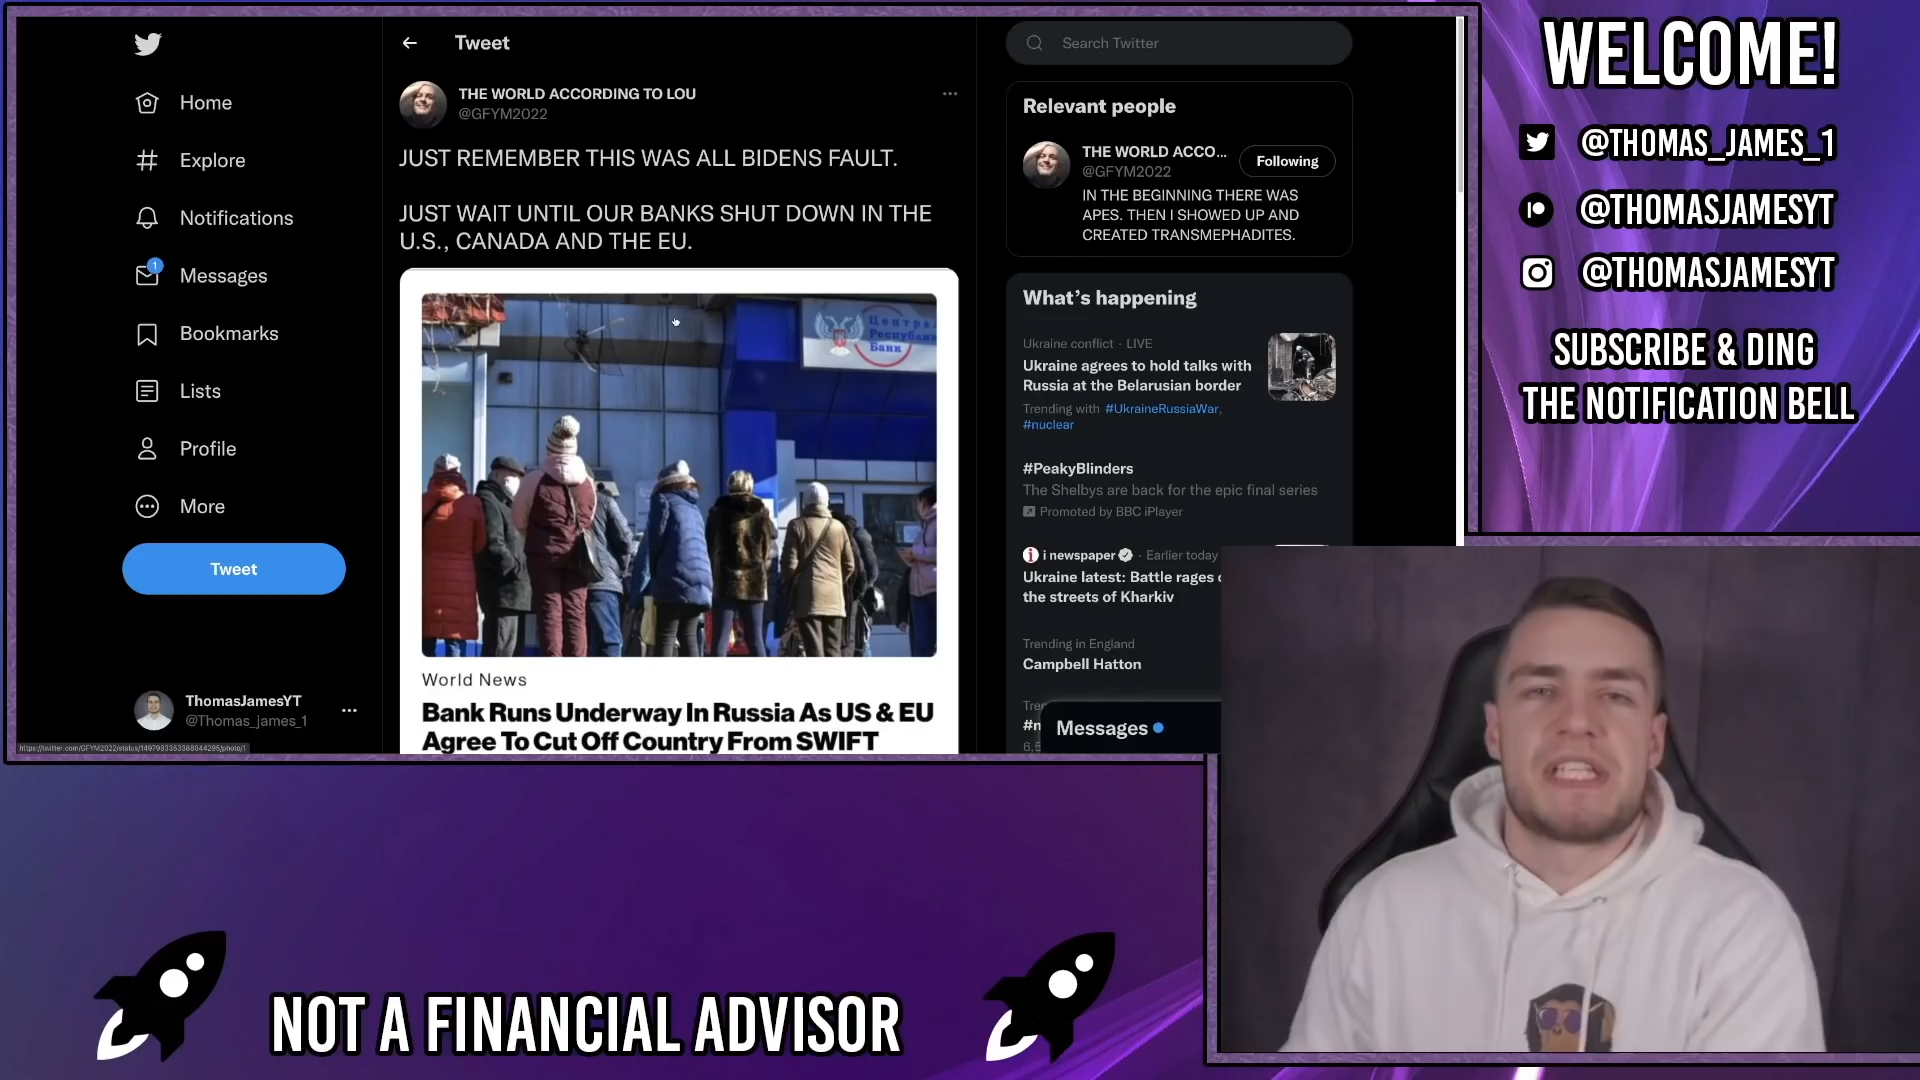 Home
Explore
Notifications
1
Messages
Bookmarks
Lists
Profile
More
Tweet
ThomasJamesYT
@Thomas_james_1
Tweet
THE WORLD ACCORDING TO LOU
@GFYM2022
JUST REMEMBER THIS WAS ALL BIDENS FAULT.
JUST WAIT UNTIL OUR BANKS SHUT DOWN IN THE
U.S., CANADA AND THE EU.
Банк
World News
Bank Runs Underway In Russia As US & EU
Agree To Cut Off Country From SWIFT
Search Twitter
Relevant people
THE WORLD ACCO...
@GFYM2022
Following
IN THE BEGINNING THERE WAS
APES. THEN I SHOWED UP AND
CREATED TRANSMEPHADITES.
What's happening
Ukraine conflict · LIVE
Ukraine agrees to hold talks with
Russia at the Belarusian border
Trending with #UkraineRussiaWar,
#nuclear
#PeakyBlinders
The Shelbys are back for the epic final series
Promoted by BBC iPlayer
i newspaper · Earlier today
Ukraine latest: Battle rages
the streets of Kharkiv
Trending in England
Campbell Hatton
Messages
WELCOME!
@THOMAS_JAMES_1
@THOMASJAMESYT
@THOMASJAMESYT
SUBSCRIBE & DING
THE NOTIFICATION BELL
NOT A FINANCIAL ADVISOR